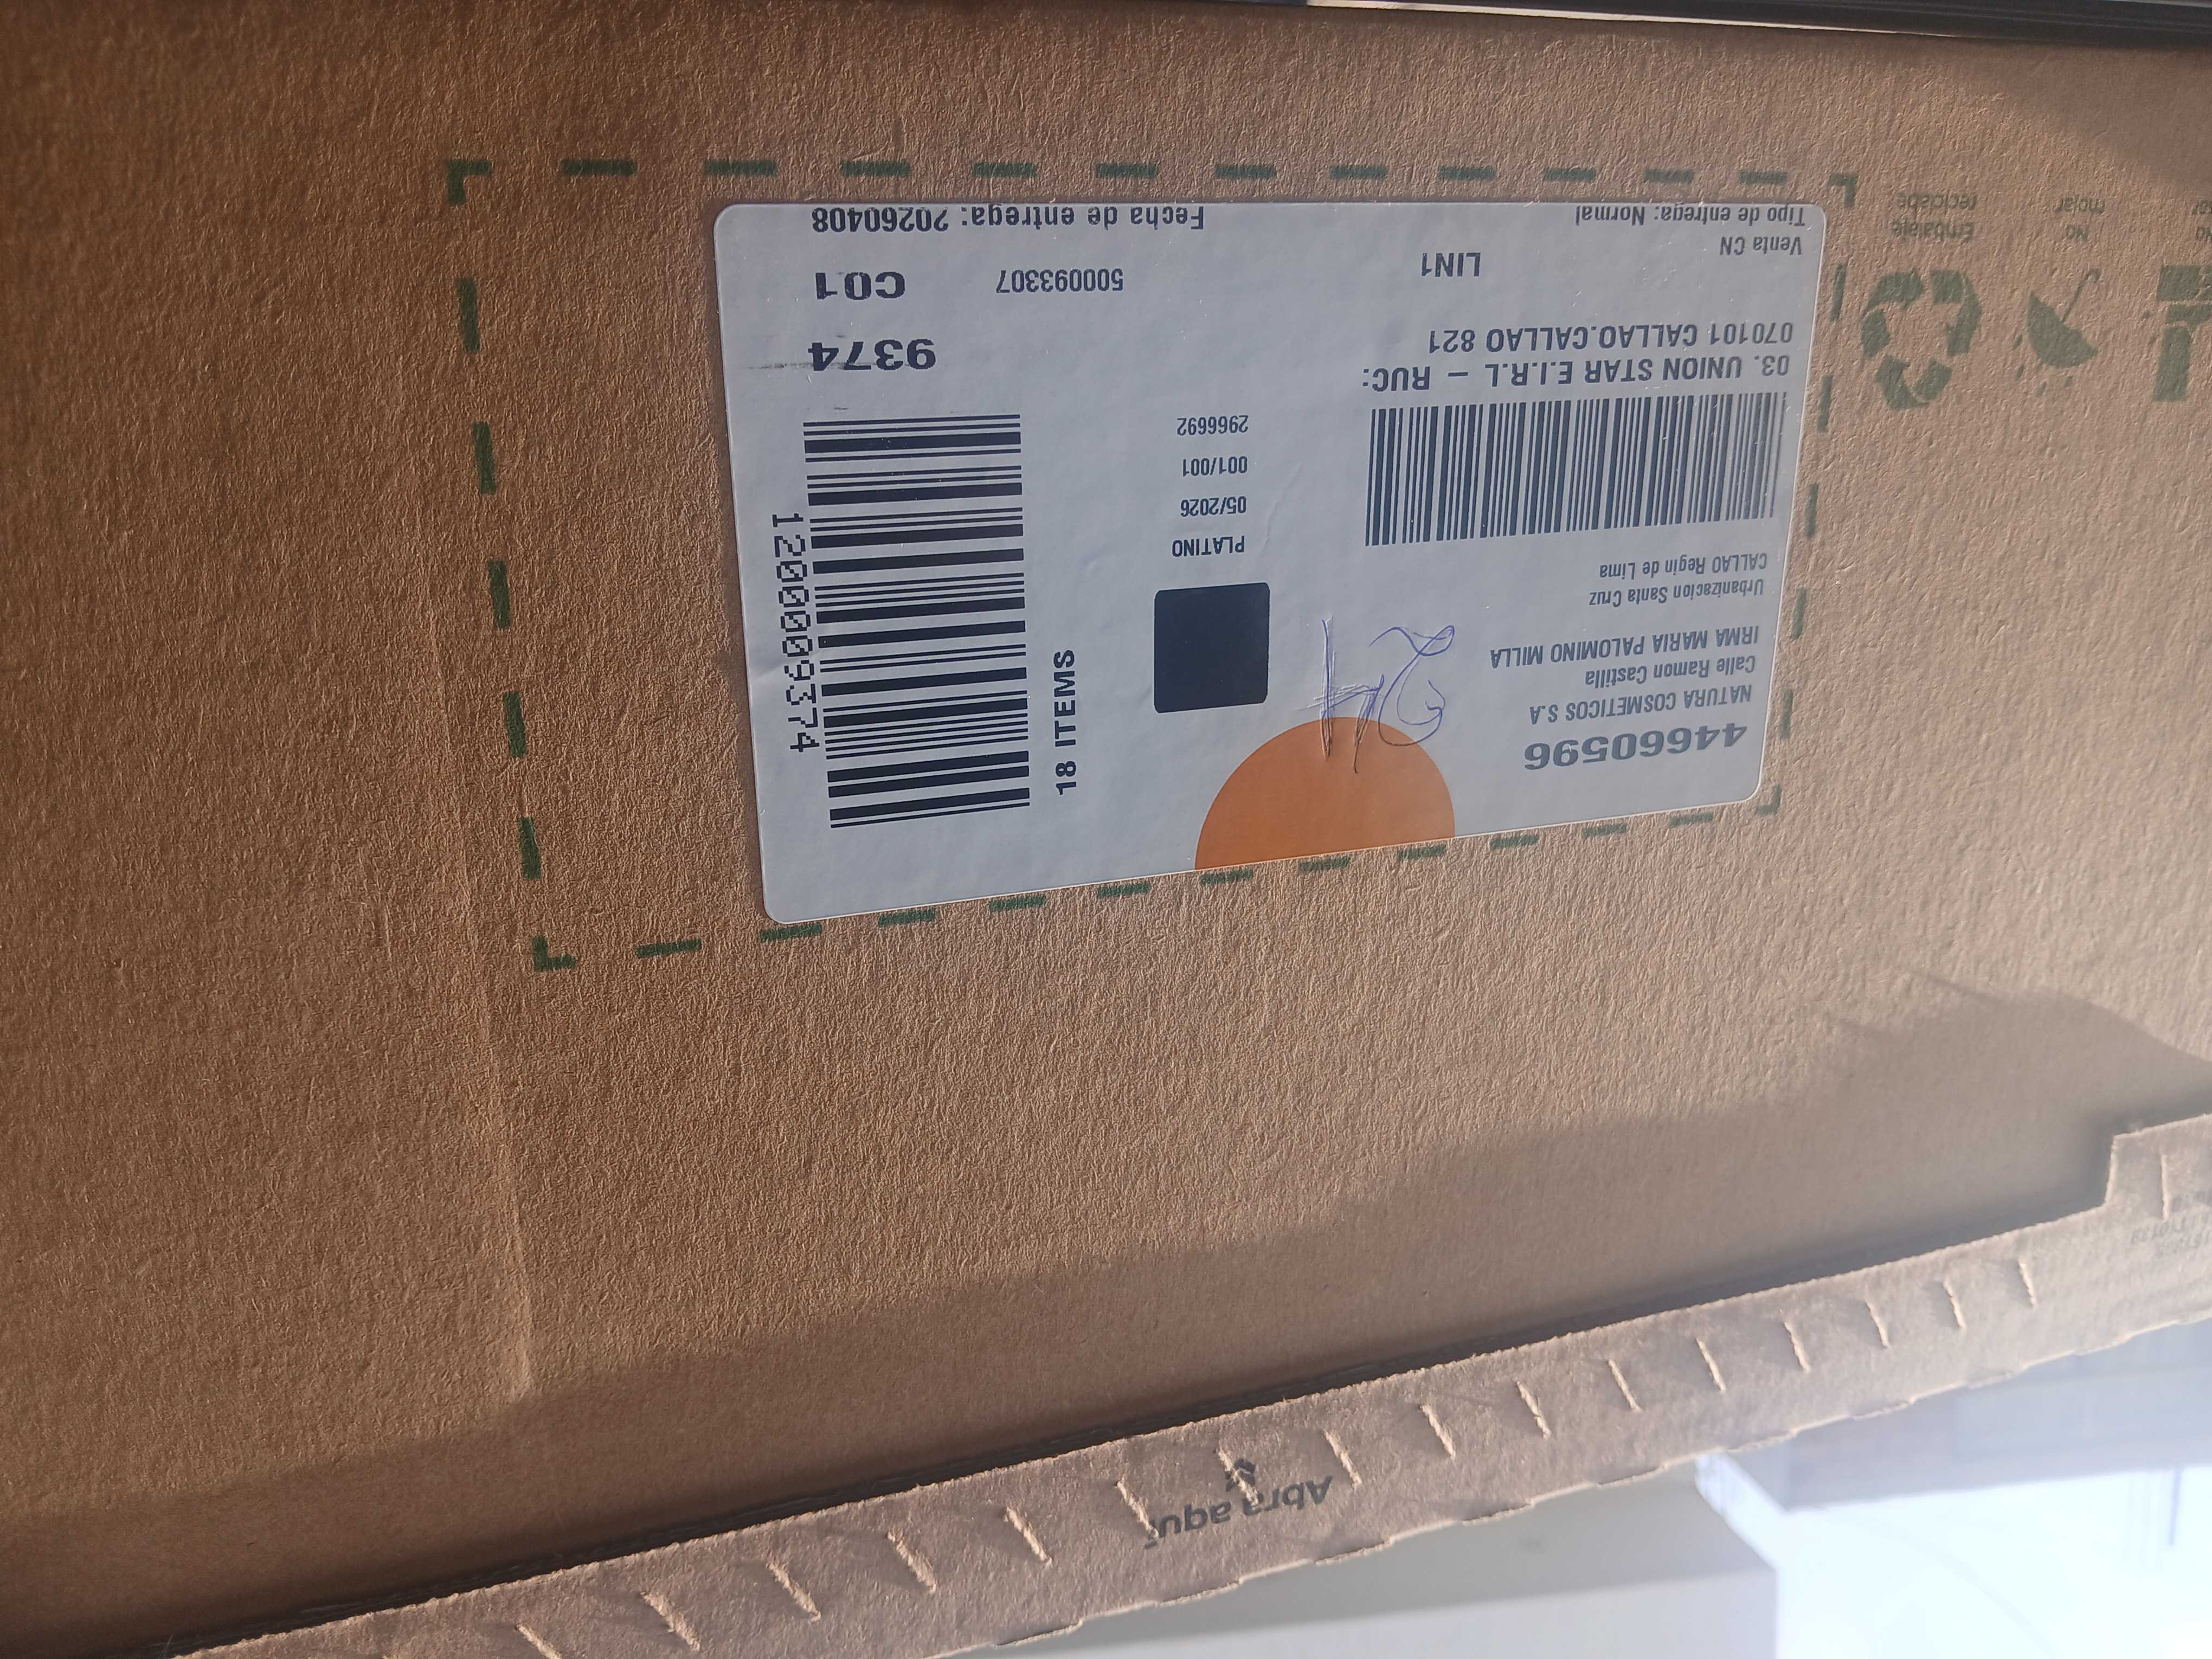 44660596
NATURA COSMETICOS S.A
Calle Ramon Castilla
IRMA MARIA PALOMINO MILLA
Urbanizacion Santa Cruz
CALLAO Regin de Lima
24
PLATINO
05/2026
001/001
2966692
18 ITEMS
1200009374
03. UNION STAR E.I.R.L - RUC:
070101 CALLAO.CALLAO 821
9374
LIN1
500093307
C01
Venta CN
Tipo de entrega: Normal
Fecha de entrega: 20260408
Embalaje
reciclable
No
mojar
Abra aquí